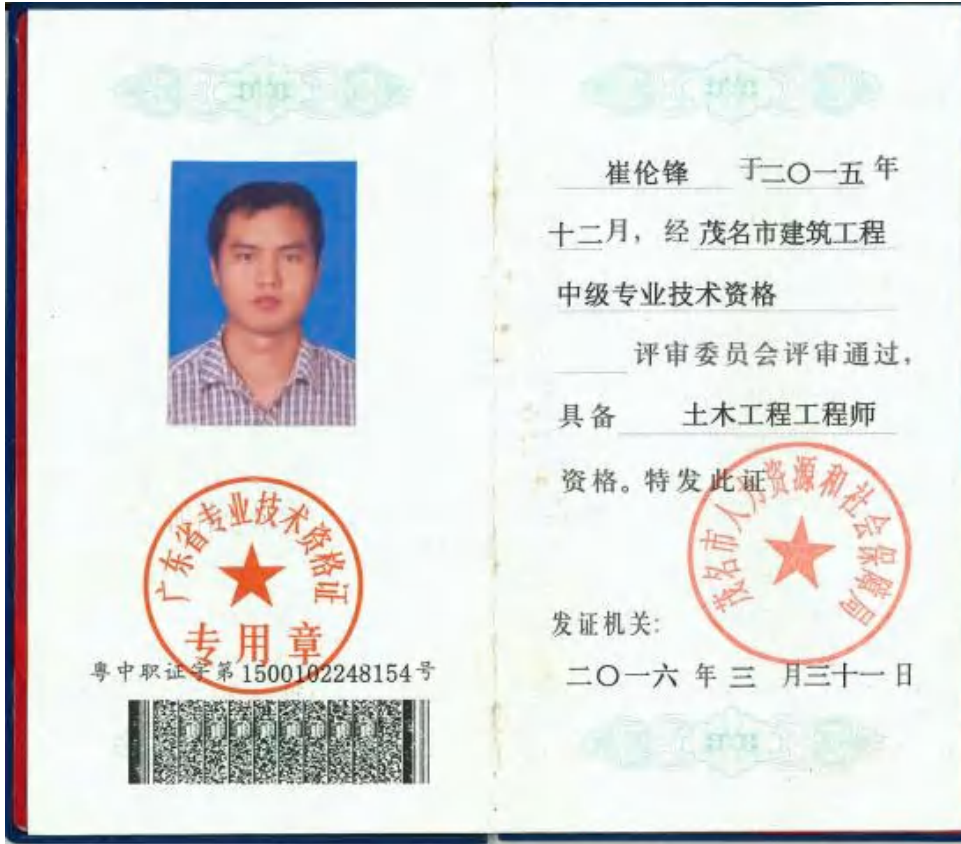 广东省专业技术资格证
专用章
粤中职证字第1500102248154号
崔伦锋 于二〇一五年
十二月，经 茂名市建筑工程
中级专业技术资格
评审委员会评审通过，
具备 土木工程工程师
资格。特发此证
茂名市人力资源和社会保障局
发证机关：
二〇一六 年 三 月三十一日